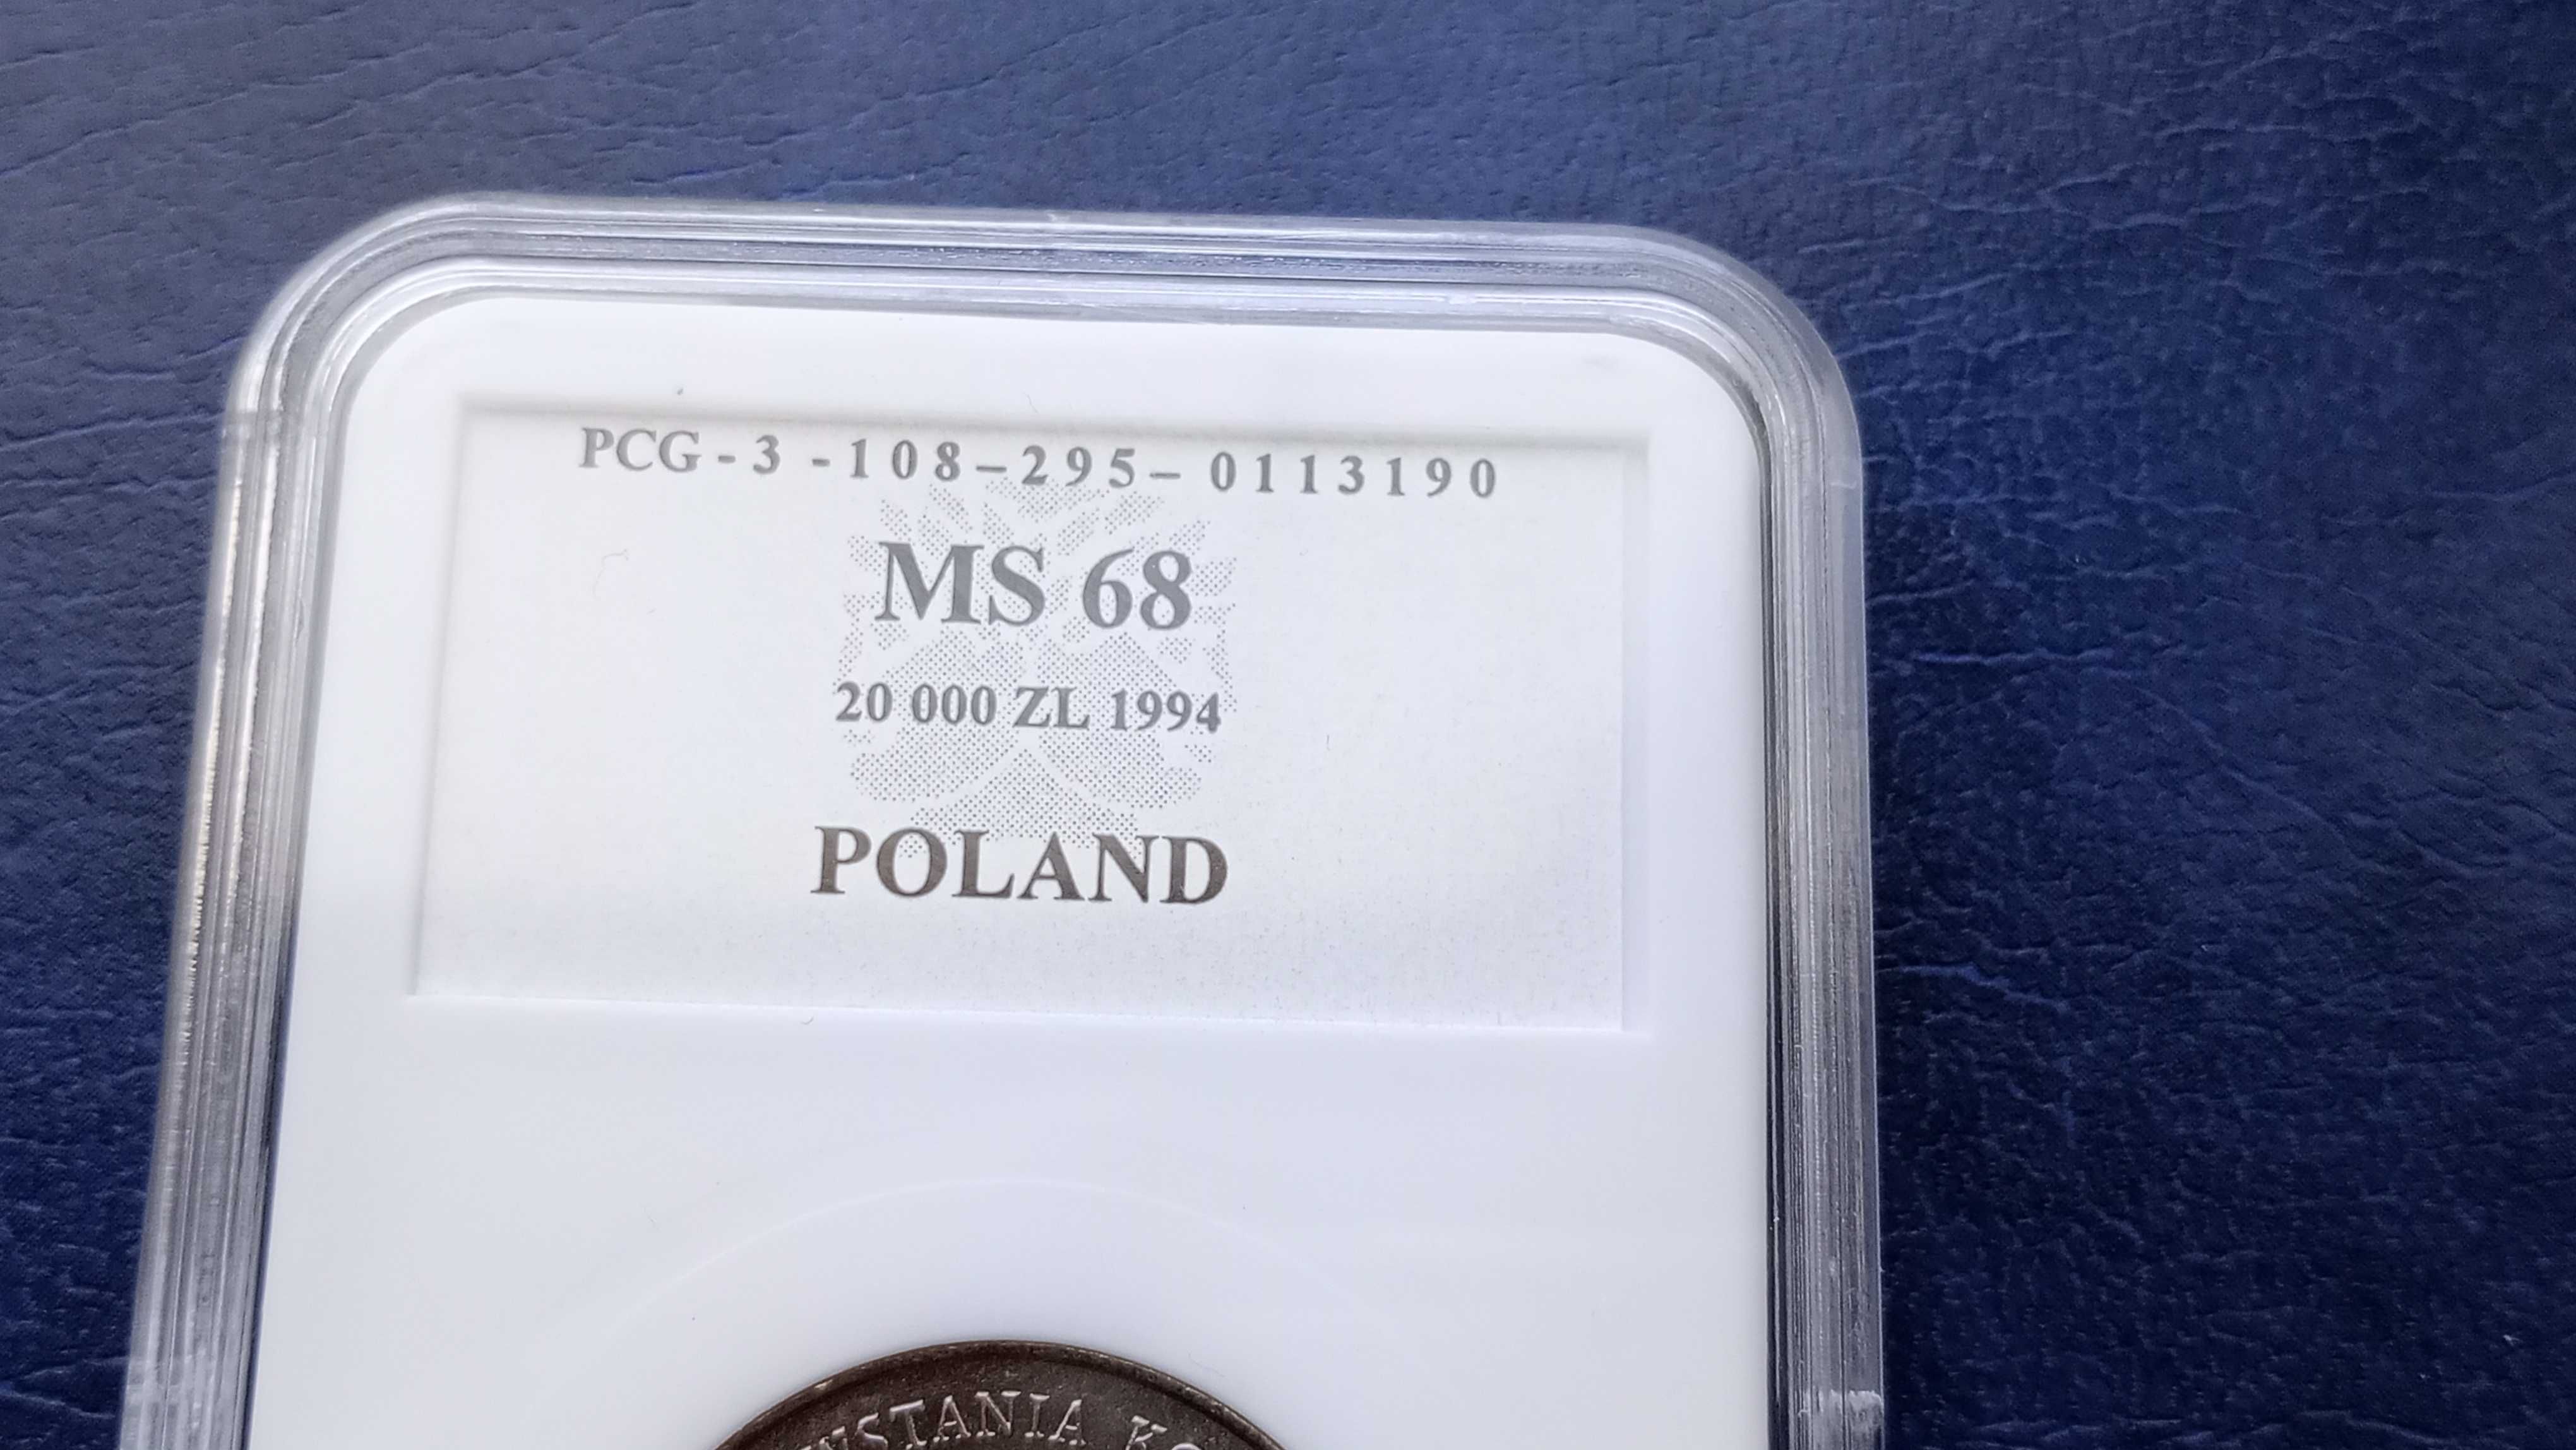 PCG-3 -108-295- 0113190
MS 68
20 000 ZL 1994
POLAND